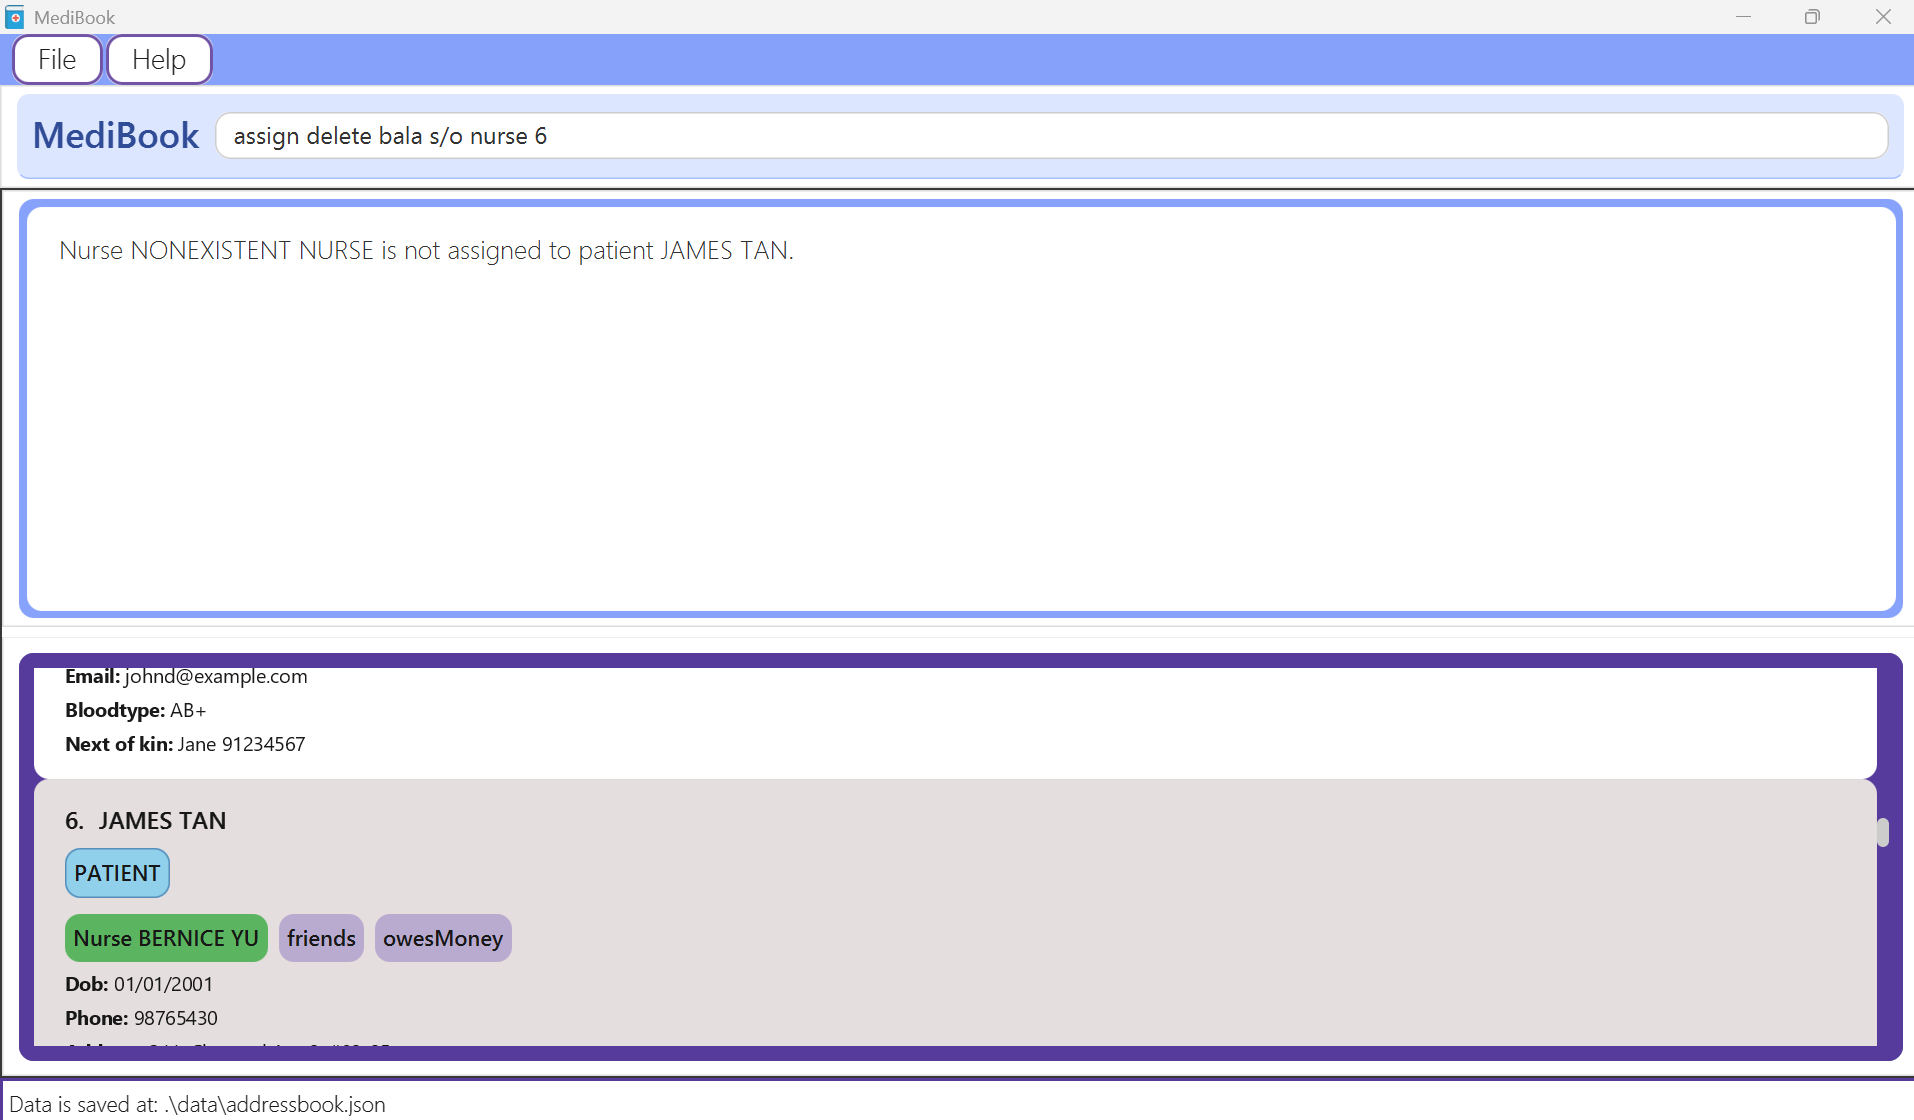 MediBook
File Help
MediBook assign delete bala s/o nurse 6
Nurse NONEXISTENT NURSE is not assigned to patient JAMES TAN.
Email: johnd@example.com
Bloodtype: AB+
Next of kin: Jane 91234567
6. JAMES TAN
PATIENT
Nurse BERNICE YU friends owesMoney
Dob: 01/01/2001
Phone: 98765430
Data is saved at: .\data\addressbook.json